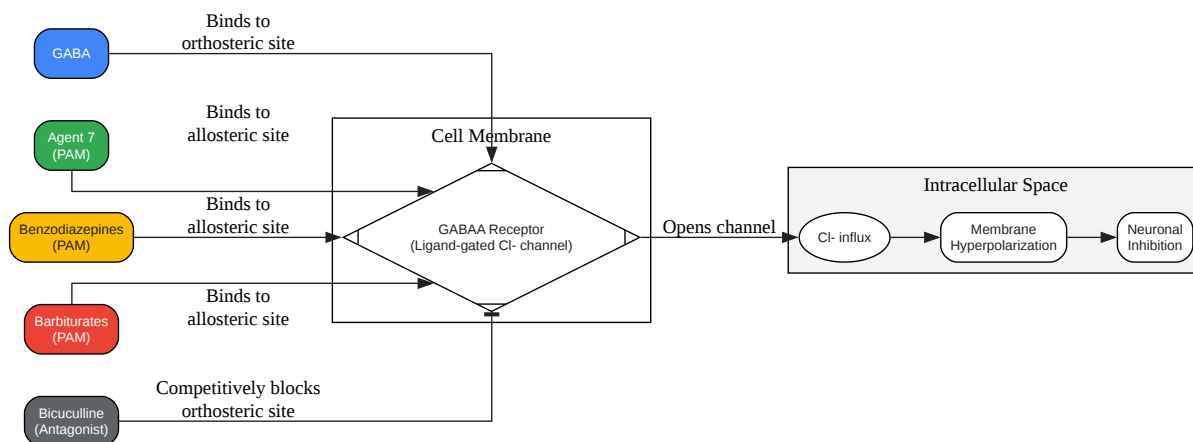 Binds to
orthosteric site
GABA
Binds to
allosteric site
Agent 7
(PAM)
Cell Membrane
Binds to
allosteric site
Benzodiazepines
(PAM)
GABAA Receptor
(Ligand-gated Cl- channel)
Opens channel
Intracellular Space
Cl- influx
Membrane
Hyperpolarization
Neuronal
Inhibition
Binds to
allosteric site
Barbiturates
(PAM)
Competitively blocks
orthosteric site
Bicuculline
(Antagonist)